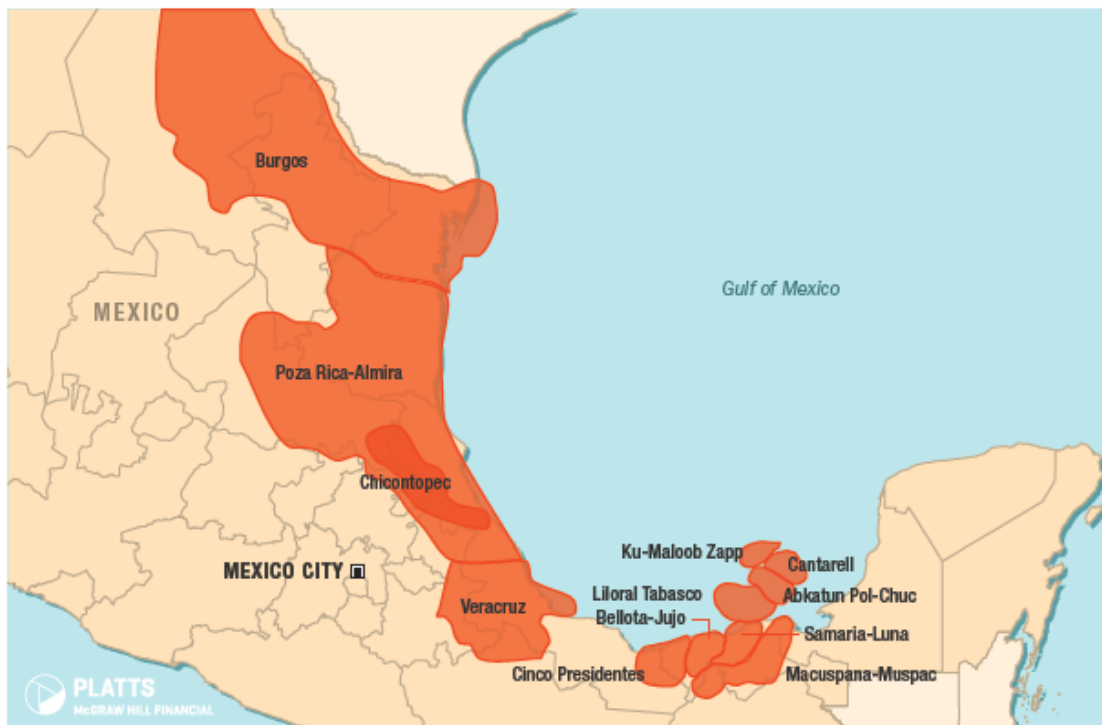 Burgos
Gulf of Mexico
MEXICO
Poza Rica-Almira
Chicontopec
Ku-Maloob Zapp
Cantarell
MEXICO CITY
Liloral Tabasco
Abkatun Pol-Chuc
Veracruz
Bellota-Jujo
Samaria-Luna
Cinco Presidentes
Macuspana-Muspac
PLATTS
McGRAW HILL FINANCIAL